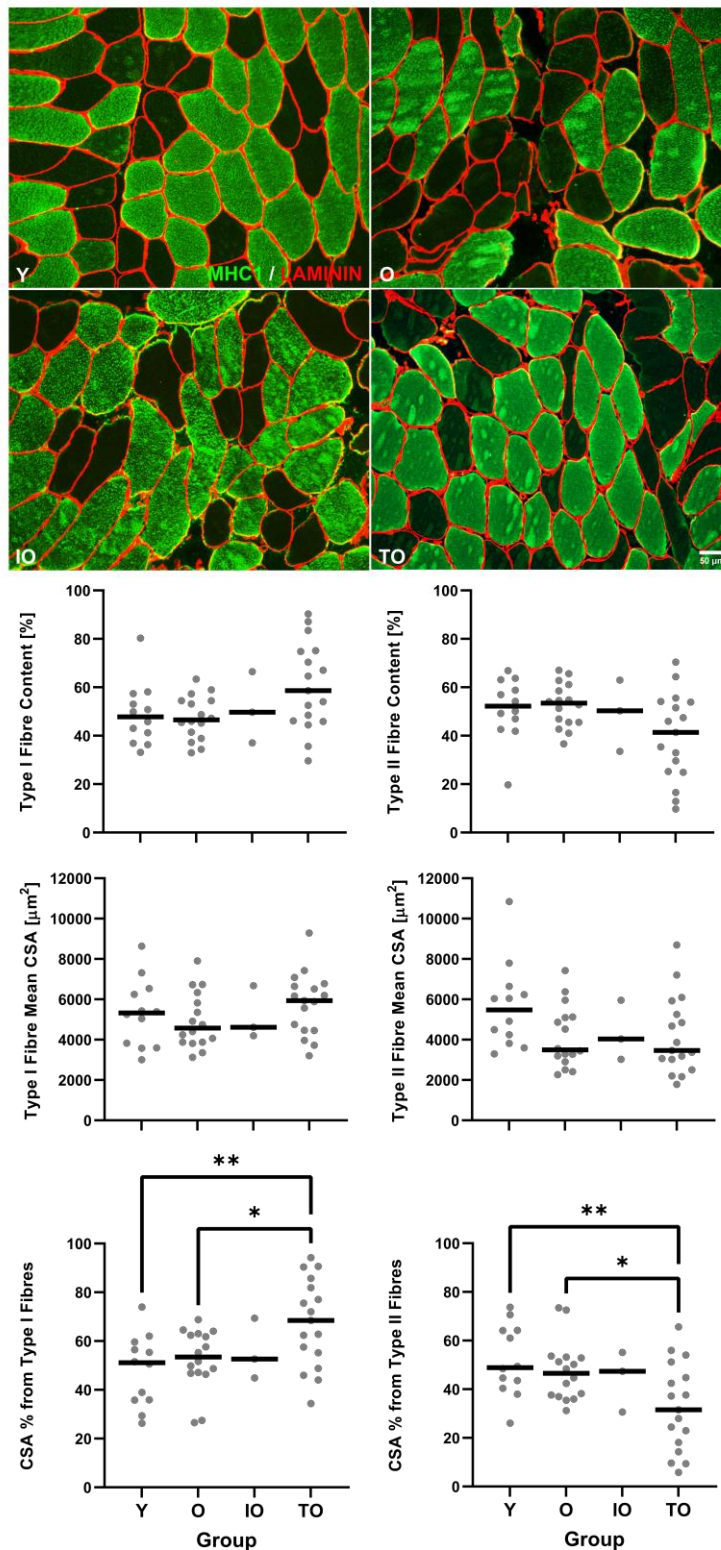 Y
MHC1 / LAMININ
O
IO
TO
50 µm
Type I Fibre Content [%]
100
80
60
40
20
0
Type II Fibre Content [%]
100
80
60
40
20
0
Type I Fibre Mean CSA [µm²]
12000
10000
8000
6000
4000
2000
0
Type II Fibre Mean CSA [µm²]
12000
10000
8000
6000
4000
2000
0
CSA % from Type I Fibres
**
*
100
80
60
40
20
0
Y O IO TO
Group
CSA % from Type II Fibres
**
*
100
80
60
40
20
0
Y O IO TO
Group